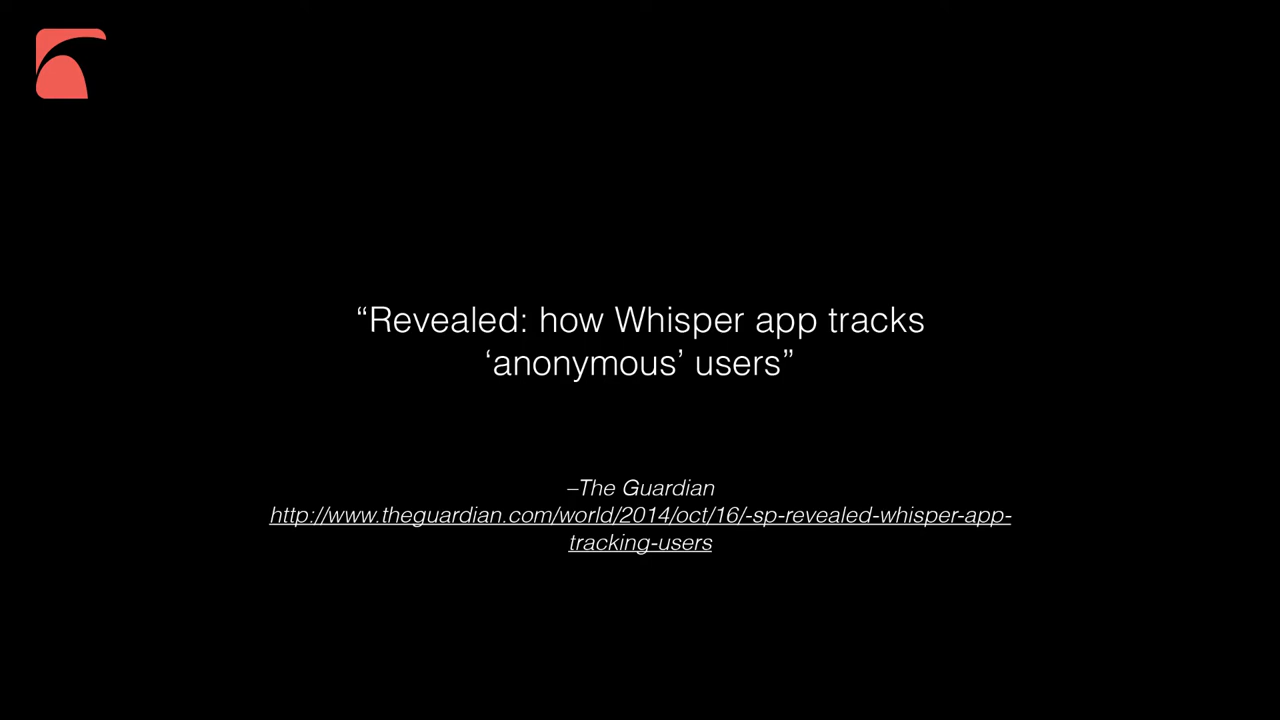 “Revealed: how Whisper app tracks
‘anonymous’ users”
–The Guardian
http://www.theguardian.com/world/2014/oct/16/-sp-revealed-whisper-app-
tracking-users